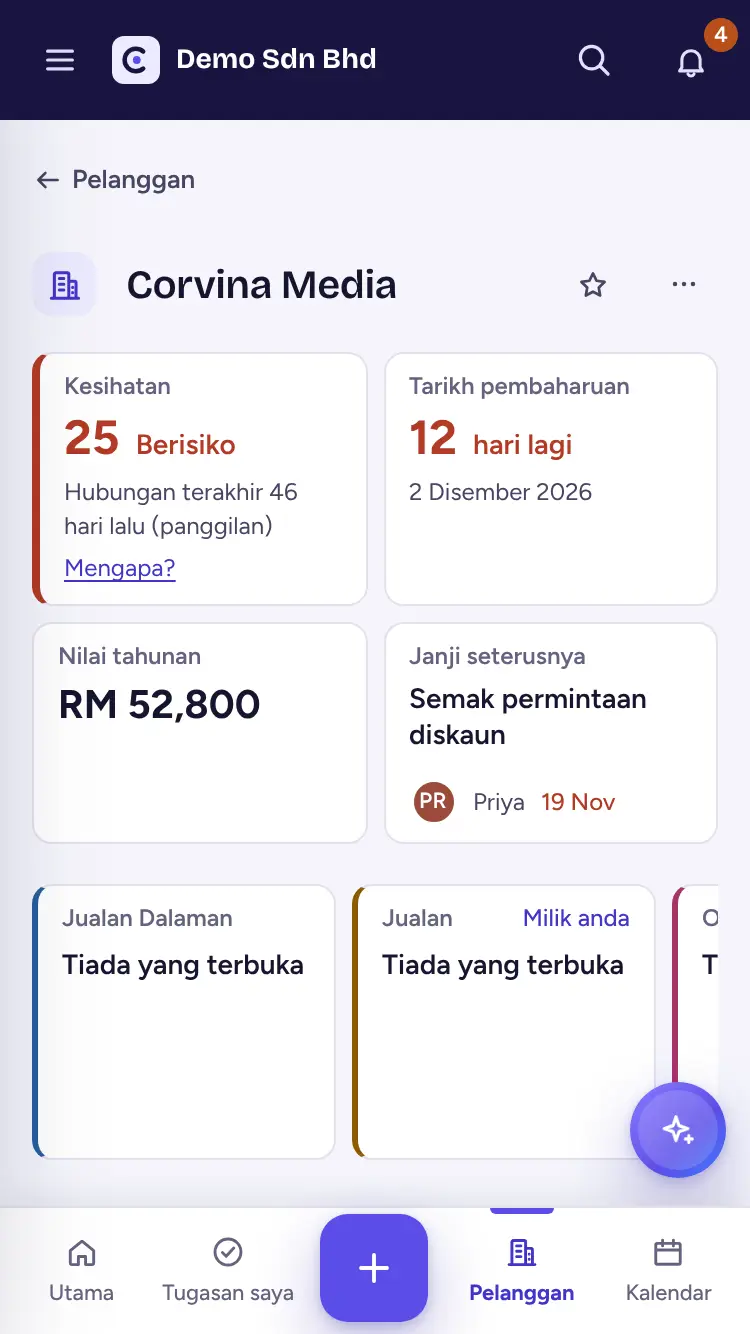 Demo Sdn Bhd
4
Pelanggan
Corvina Media
Kesihatan
25 Berisiko
Hubungan terakhir 46
hari lalu (panggilan)
Mengapa?
Tarikh pembaharuan
12 hari lagi
2 Disember 2026
Nilai tahunan
RM 52,800
Janji seterusnya
Semak permintaan
diskaun
PR Priya 19 Nov
Jualan Dalaman
Tiada yang terbuka
Jualan Milik anda
Tiada yang terbuka
Utama
Tugasan saya
Pelanggan
Kalendar